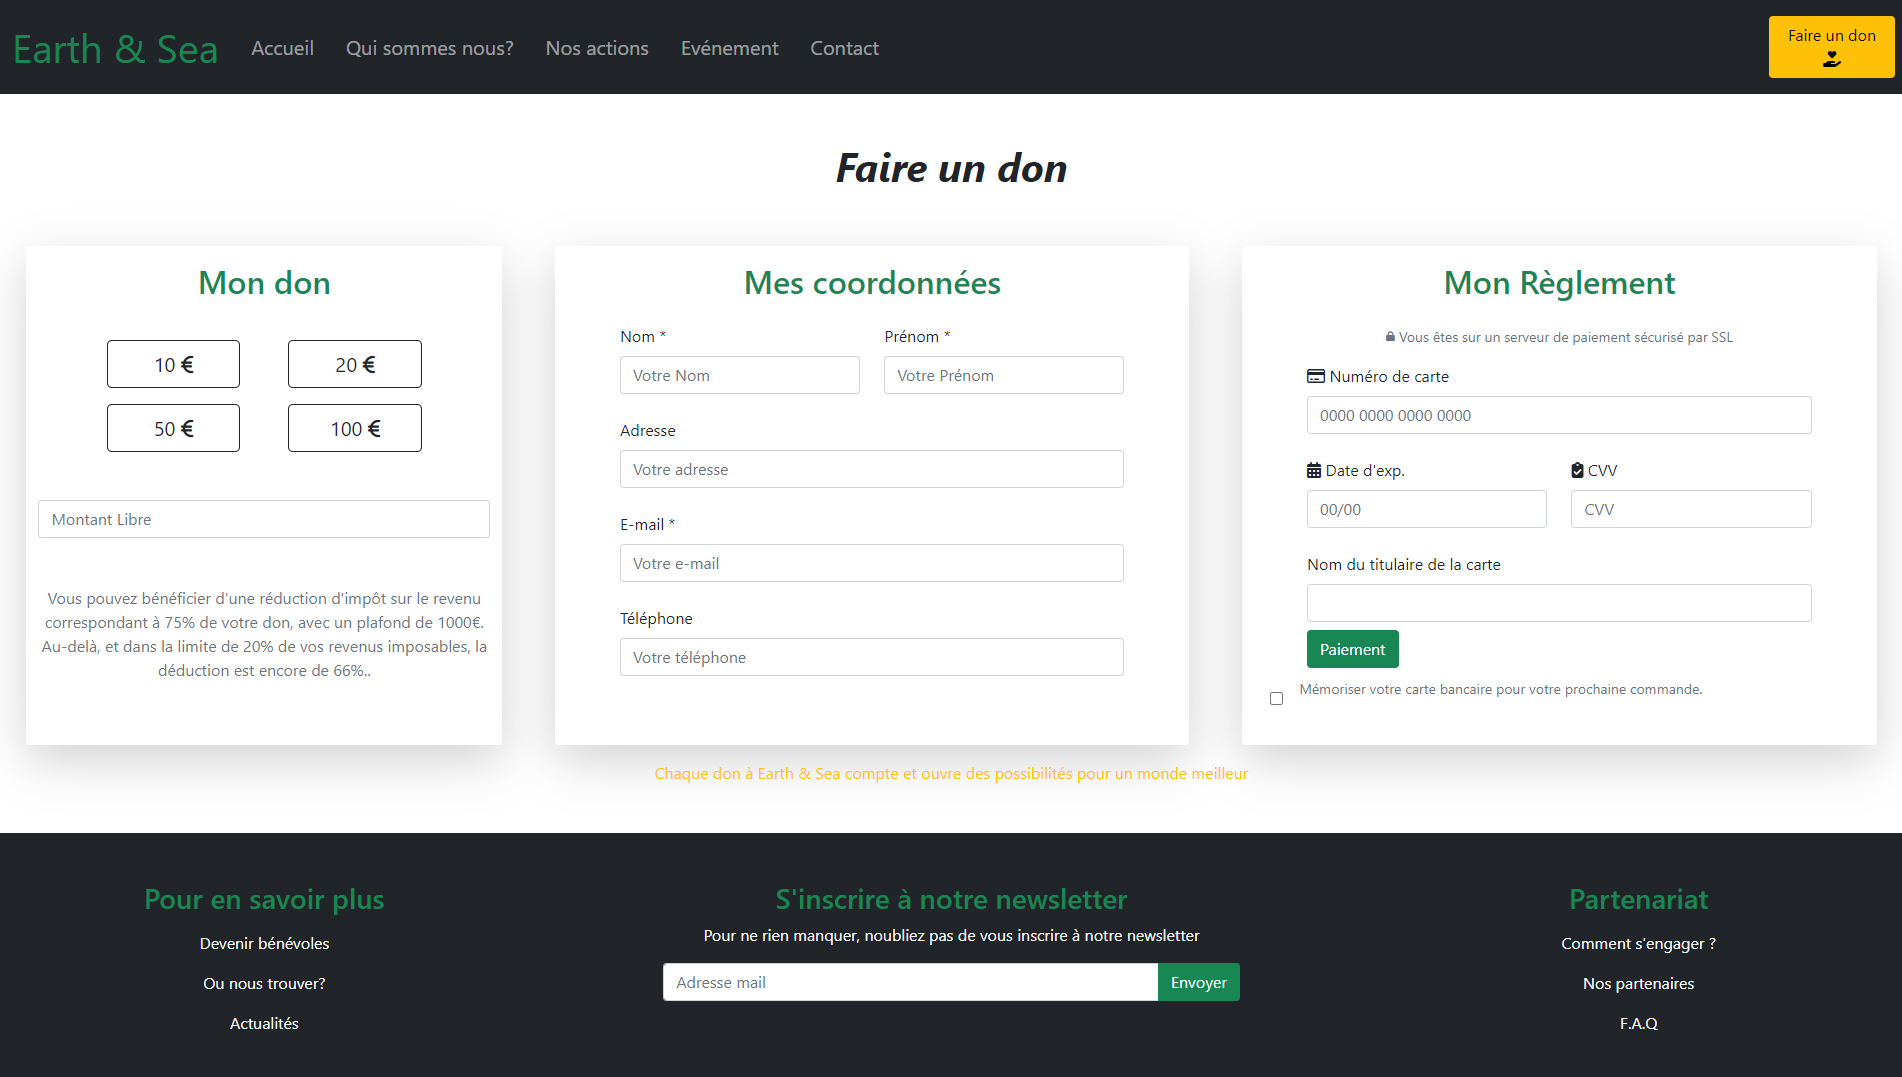 Earth & Sea
Accueil
Qui sommes nous?
Nos actions
Evénement
Contact
Faire un don
Faire un don
Mon don
10 €
20 €
50 €
100 €
Montant Libre
Vous pouvez bénéficier d'une réduction d'impôt sur le revenu
correspondant à 75% de votre don, avec un plafond de 1000€.
Au-delà, et dans la limite de 20% de vos revenus imposables, la
déduction est encore de 66%..
Mes coordonnées
Nom *
Prénom *
Votre Nom
Votre Prénom
Adresse
Votre adresse
E-mail *
Votre e-mail
Téléphone
Votre téléphone
Mon Règlement
Vous êtes sur un serveur de paiement sécurisé par SSL
Numéro de carte
0000 0000 0000 0000
Date d'exp.
CVV
00/00
CVV
Nom du titulaire de la carte
Paiement
Mémoriser votre carte bancaire pour votre prochaine commande.
Chaque don à Earth & Sea compte et ouvre des possibilités pour un monde meilleur
Pour en savoir plus
Devenir bénévoles
Ou nous trouver?
Actualités
S'inscrire à notre newsletter
Pour ne rien manquer, noubliez pas de vous inscrire à notre newsletter
Adresse mail
Envoyer
Partenariat
Comment s'engager ?
Nos partenaires
F.A.Q